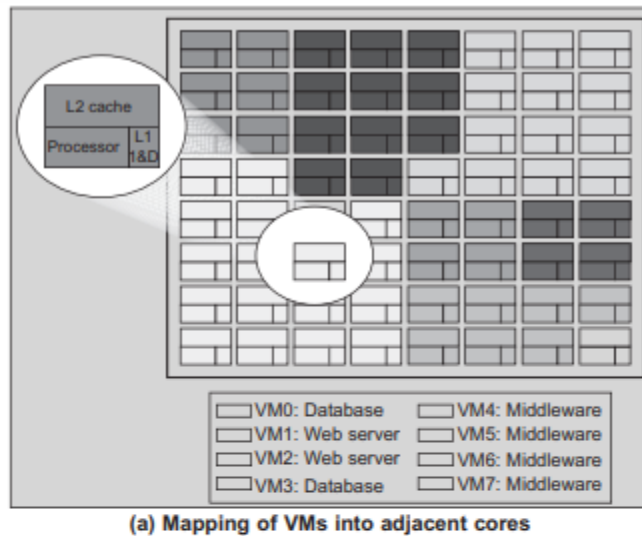 L2 cache
Processor L1
1&D
VM0: Database VM4: Middleware
VM1: Web server VM5: Middleware
VM2: Web server VM6: Middleware
VM3: Database VM7: Middleware
(a) Mapping of VMs into adjacent cores